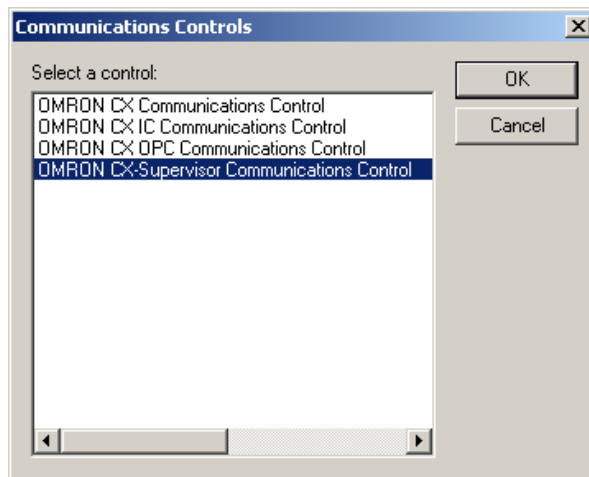 Communications Controls
Select a control:
OK
OMRON CX Communications Control
OMRON CX IC Communications Control
Cancel
OMRON CX OPC Communications Control
OMRON CX-Supervisor Communications Control